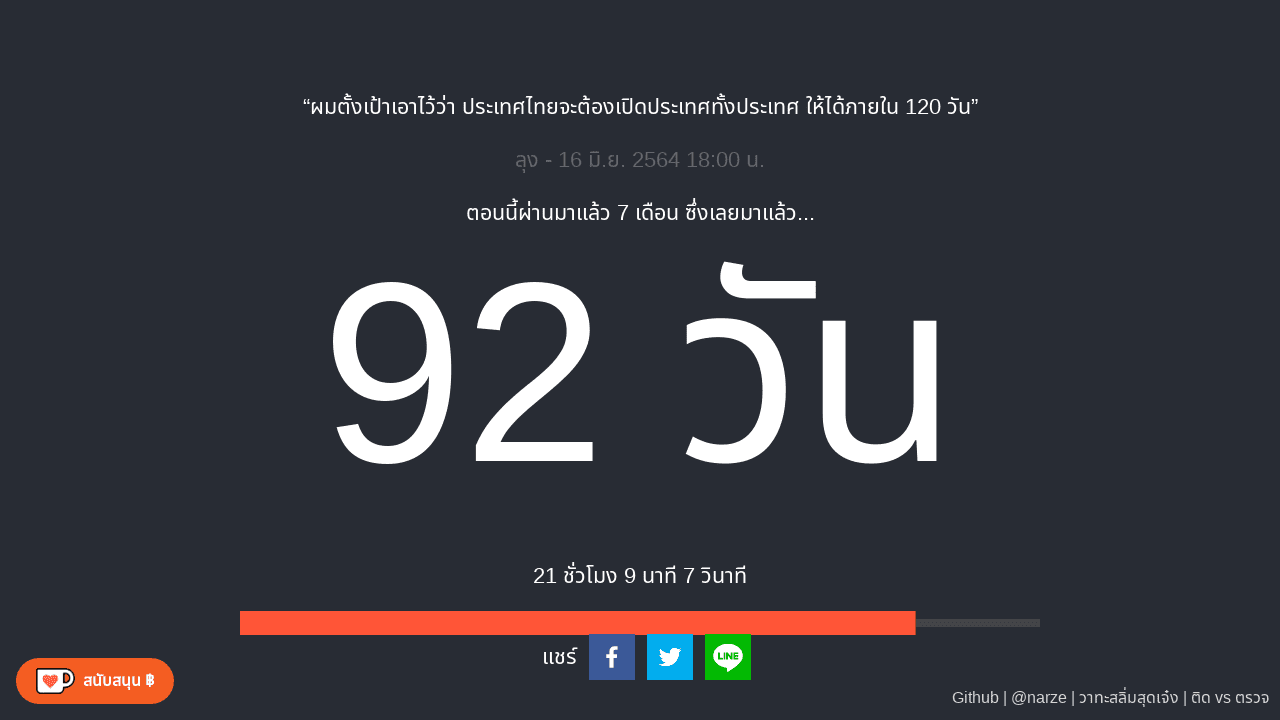 “ผมตั้งเป้าเอาไว้ว่า ประเทศไทยจะต้องเปิดประเทศทั้งประเทศ ให้ได้ภายใน 120 วัน”
ลุง - 16 มิ.ย. 2564 18:00 น.
ตอนนี้ผ่านมาแล้ว 7 เดือน ซึ่งเลยมาแล้ว...
92 วัน
21 ชั่วโมง 9 นาที 7 วินาที
แชร์
LINE
สนับสนุน ฿
Github | @narze | วาทะสลิ่มสุดเจ๋ง | ติด vs ตรวจ